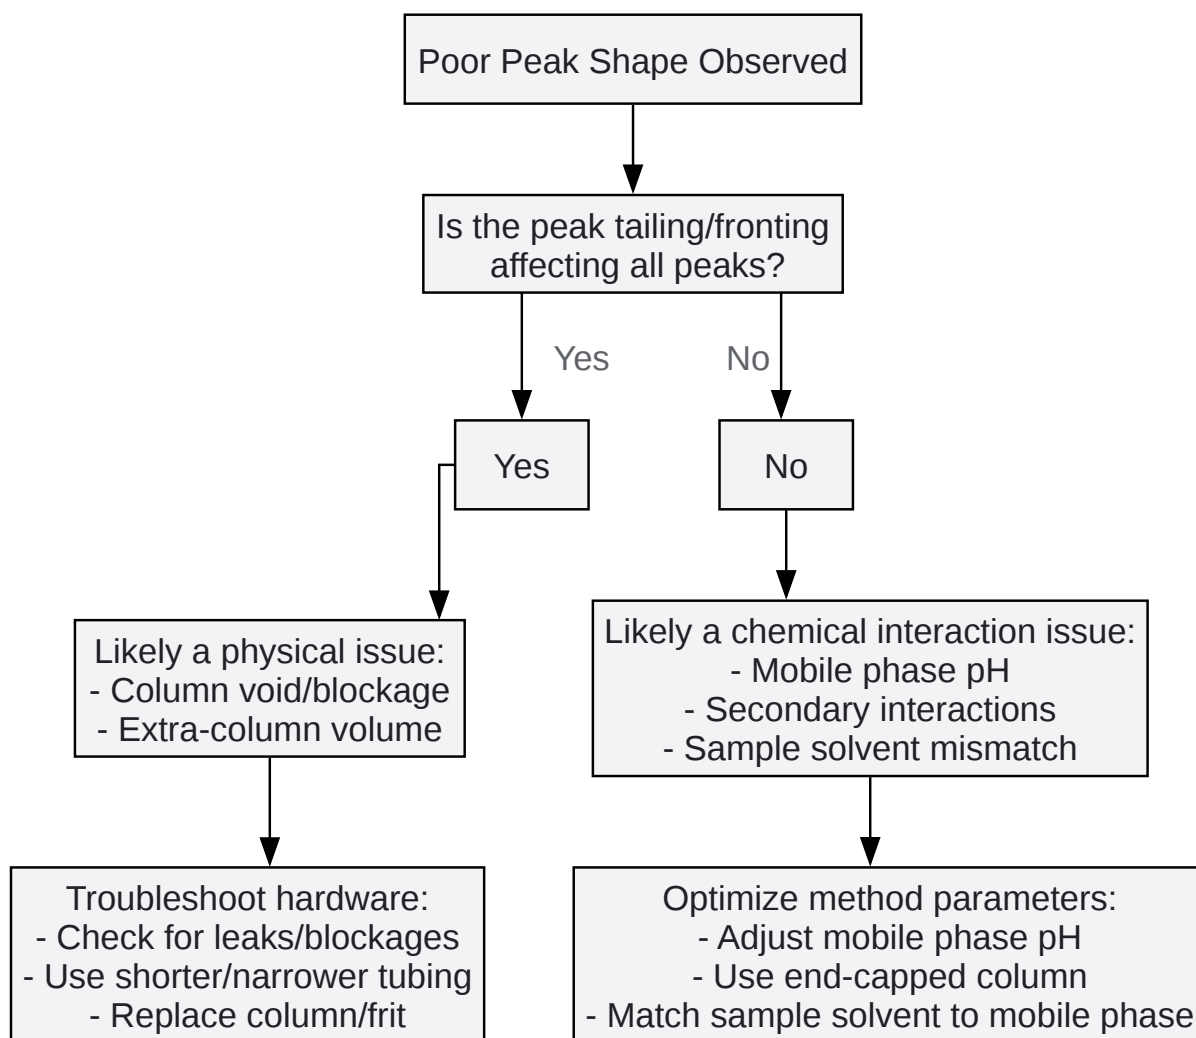 Poor Peak Shape Observed
Is the peak tailing/fronting
affecting all peaks?
Yes
No
Yes
No
Likely a physical issue:
- Column void/blockage
- Extra-column volume
Likely a chemical interaction issue:
- Mobile phase pH
- Secondary interactions
- Sample solvent mismatch
Troubleshoot hardware:
- Check for leaks/blockages
- Use shorter/narrower tubing
- Replace column/frit
Optimize method parameters:
- Adjust mobile phase pH
- Use end-capped column
- Match sample solvent to mobile phase